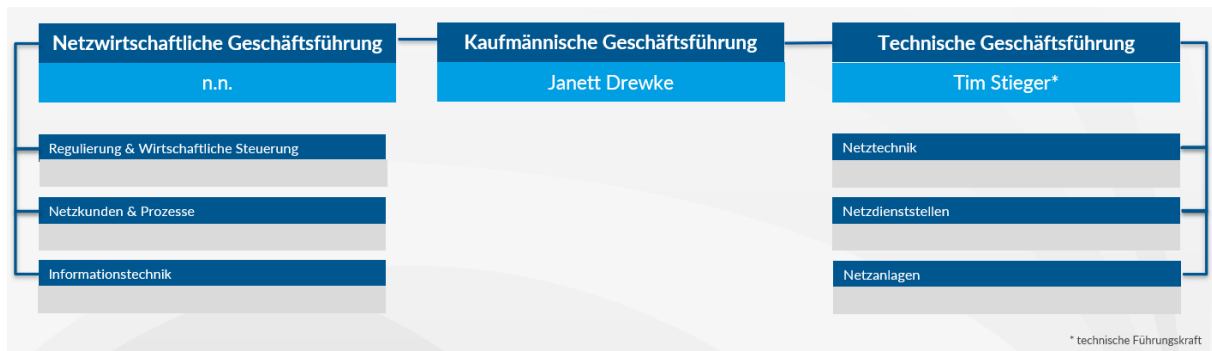 Netzwirtschaftliche Geschäftsführung
n.n.
Kaufmännische Geschäftsführung
Janett Drewke
Technische Geschäftsführung
Tim Stieger*
Regulierung & Wirtschaftliche Steuerung
Netzkunden & Prozesse
Informationstechnik
Netztechnik
Netzdienststellen
Netzanlagen
* technische Führungskraft